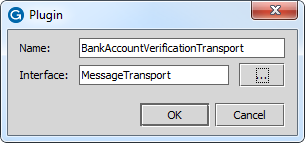 Plugin
Name: BankAccountVerificationTransport
Interface: MessageTransport ...
OK Cancel